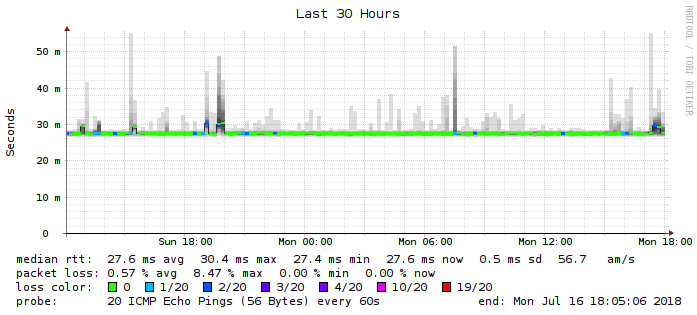 Last 30 Hours
RRDTOOL / TOBI OETIKER
Seconds
50 m
40 m
30 m
20 m
10 m
0
Sun 18:00 Mon 00:00 Mon 06:00 Mon 12:00 Mon 18:00
median rtt: 27.6 ms avg 30.4 ms max 27.4 ms min 27.6 ms now 0.5 ms sd 56.7 am/s
packet loss: 0.57 % avg 8.47 % max 0.00 % min 0.00 % now
loss color: 0 1/20 2/20 3/20 4/20 10/20 19/20
probe: 20 ICMP Echo Pings (56 Bytes) every 60s end: Mon Jul 16 18:05:06 2018